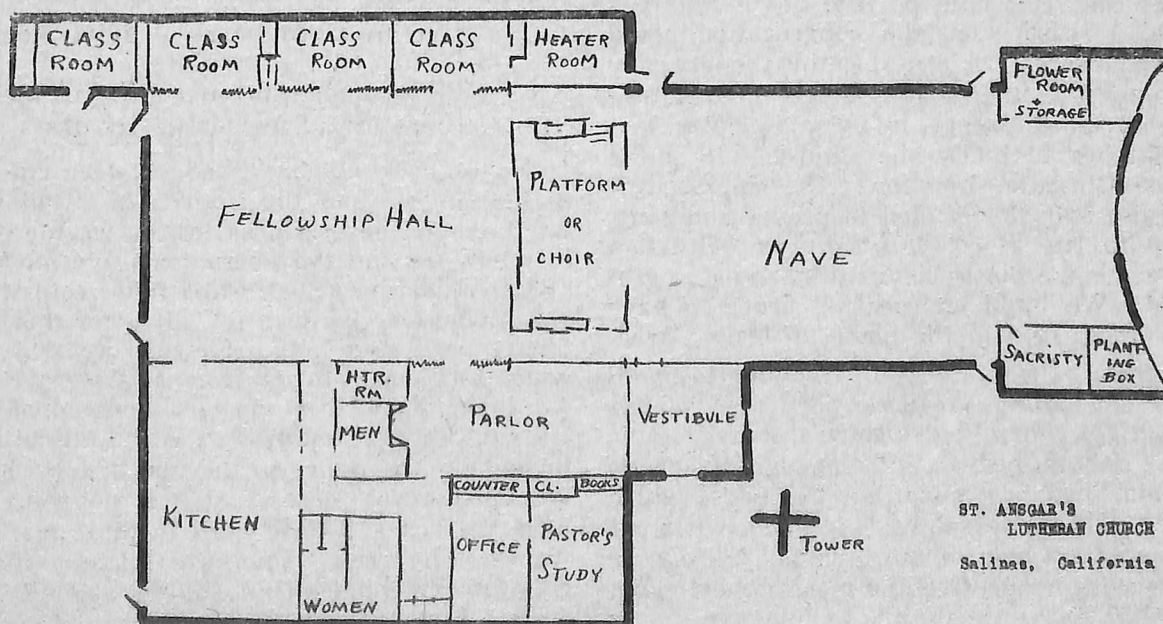 CLASS
ROOM
CLASS
ROOM
CLASS
ROOM
CLASS
ROOM
HEATER
ROOM
FLOWER
ROOM
+
STORAGE
PLATFORM
OR
CHOIR
FELLOWSHIP HALL
NAVE
HTR.
RM
MEN
PARLOR
VESTIBULE
SACRISTY
PLANT-
ING
BOX
COUNTER
CL.
BOOKS
KITCHEN
OFFICE
PASTOR'S
STUDY
WOMEN
TOWER
ST. ANSGAR'S
LUTHERAN CHURCH
Salinas, California